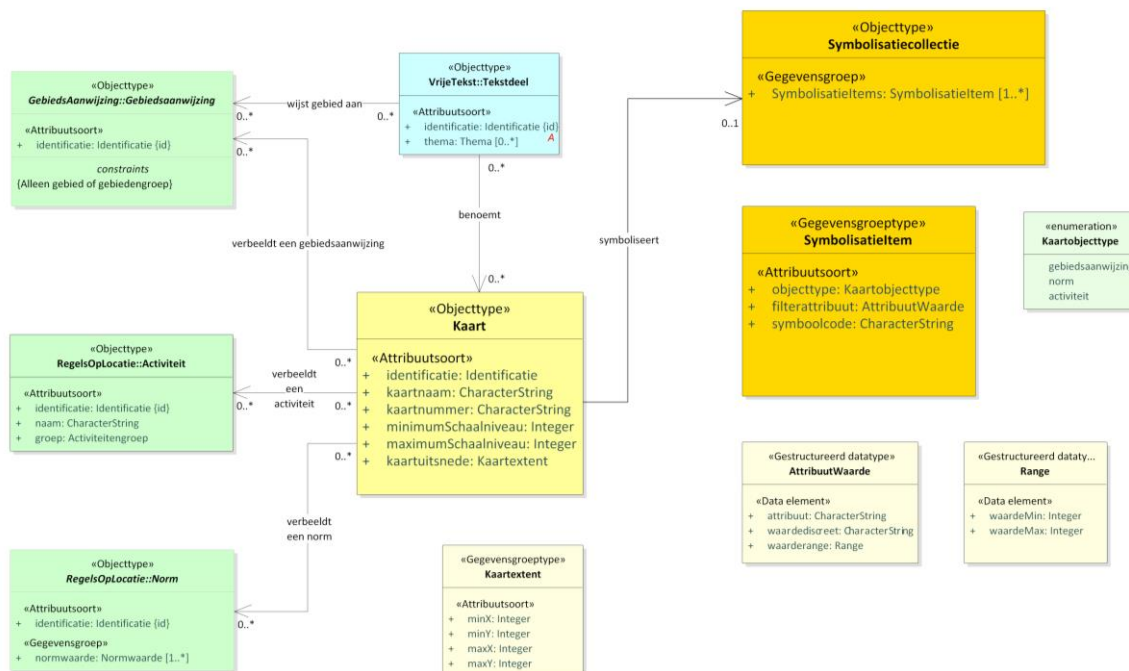 «Objecttype»
GebiedsAanwijzing::Gebiedsaanwijzing
«Attribuutsoort»
+ identificatie: Identificatie {id}
constraints
{Alleen gebied of gebiedengroep}
wijst gebied aan
0..*
0..*
0..*
«Objecttype»
VrijeTekst::Tekstdeel
«Attribuutsoort»
+ identificatie: Identificatie {id}
+ thema: Thema [0..*]
A
0..*
benoemt
0..*
verbeeldt een gebiedsaanwijzing
«Objecttype»
Symbolisatiecollectie
«Gegevensgroep»
+ SymbolisatieItems: SymbolisatieItem [1..*]
0..1
symboliseert
«Gegevensgroeptype»
SymbolisatieItem
«Attribuutsoort»
+ objecttype: Kaartobjecttype
+ filterattribuut: AttribuutWaarde
+ symboolcode: CharacterString
«enumeration»
Kaartobjecttype
gebiedsaanwijzing
norm
activiteit
«Objecttype»
Kaart
«Attribuutsoort»
+ identificatie: Identificatie
+ kaartnaam: CharacterString
+ kaartnummer: CharacterString
+ minimumSchaalniveau: Integer
+ maximumSchaalniveau: Integer
+ kaartuitsnede: Kaartextent
0..*
«Objecttype»
RegelsOpLocatie::Activiteit
«Attribuutsoort»
+ identificatie: Identificatie {id}
+ naam: CharacterString
+ groep: Activiteitengroep
verbeeldt
een
activiteit
0..*
0..*
0..*
verbeeldt
een norm
0..*
«Objecttype»
RegelsOpLocatie::Norm
«Attribuutsoort»
+ identificatie: Identificatie {id}
«Gegevensgroep»
+ normwaarde: Normwaarde [1..*]
«Gegevensgroeptype»
Kaartextent
«Attribuutsoort»
+ minX: Integer
+ minY: Integer
+ maxX: Integer
+ maxY: Integer
«Gestructureerd datatype»
AttribuutWaarde
«Data element»
+ attribuut: CharacterString
+ waardediscreet: CharacterString
+ waarderange: Range
«Gestructureerd dataty...
Range
«Data element»
+ waardeMin: Integer
+ waardeMax: Integer